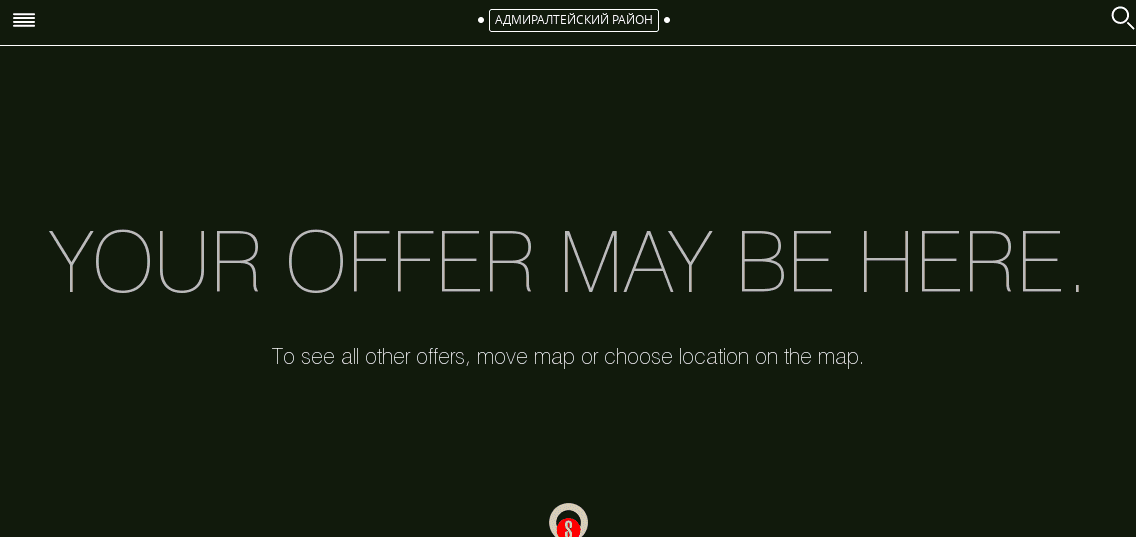 АДМИРАЛТЕЙСКИЙ РАЙОН
YOUR OFFER MAY BE HERE.
To see all other offers, move map or choose location on the map.
S